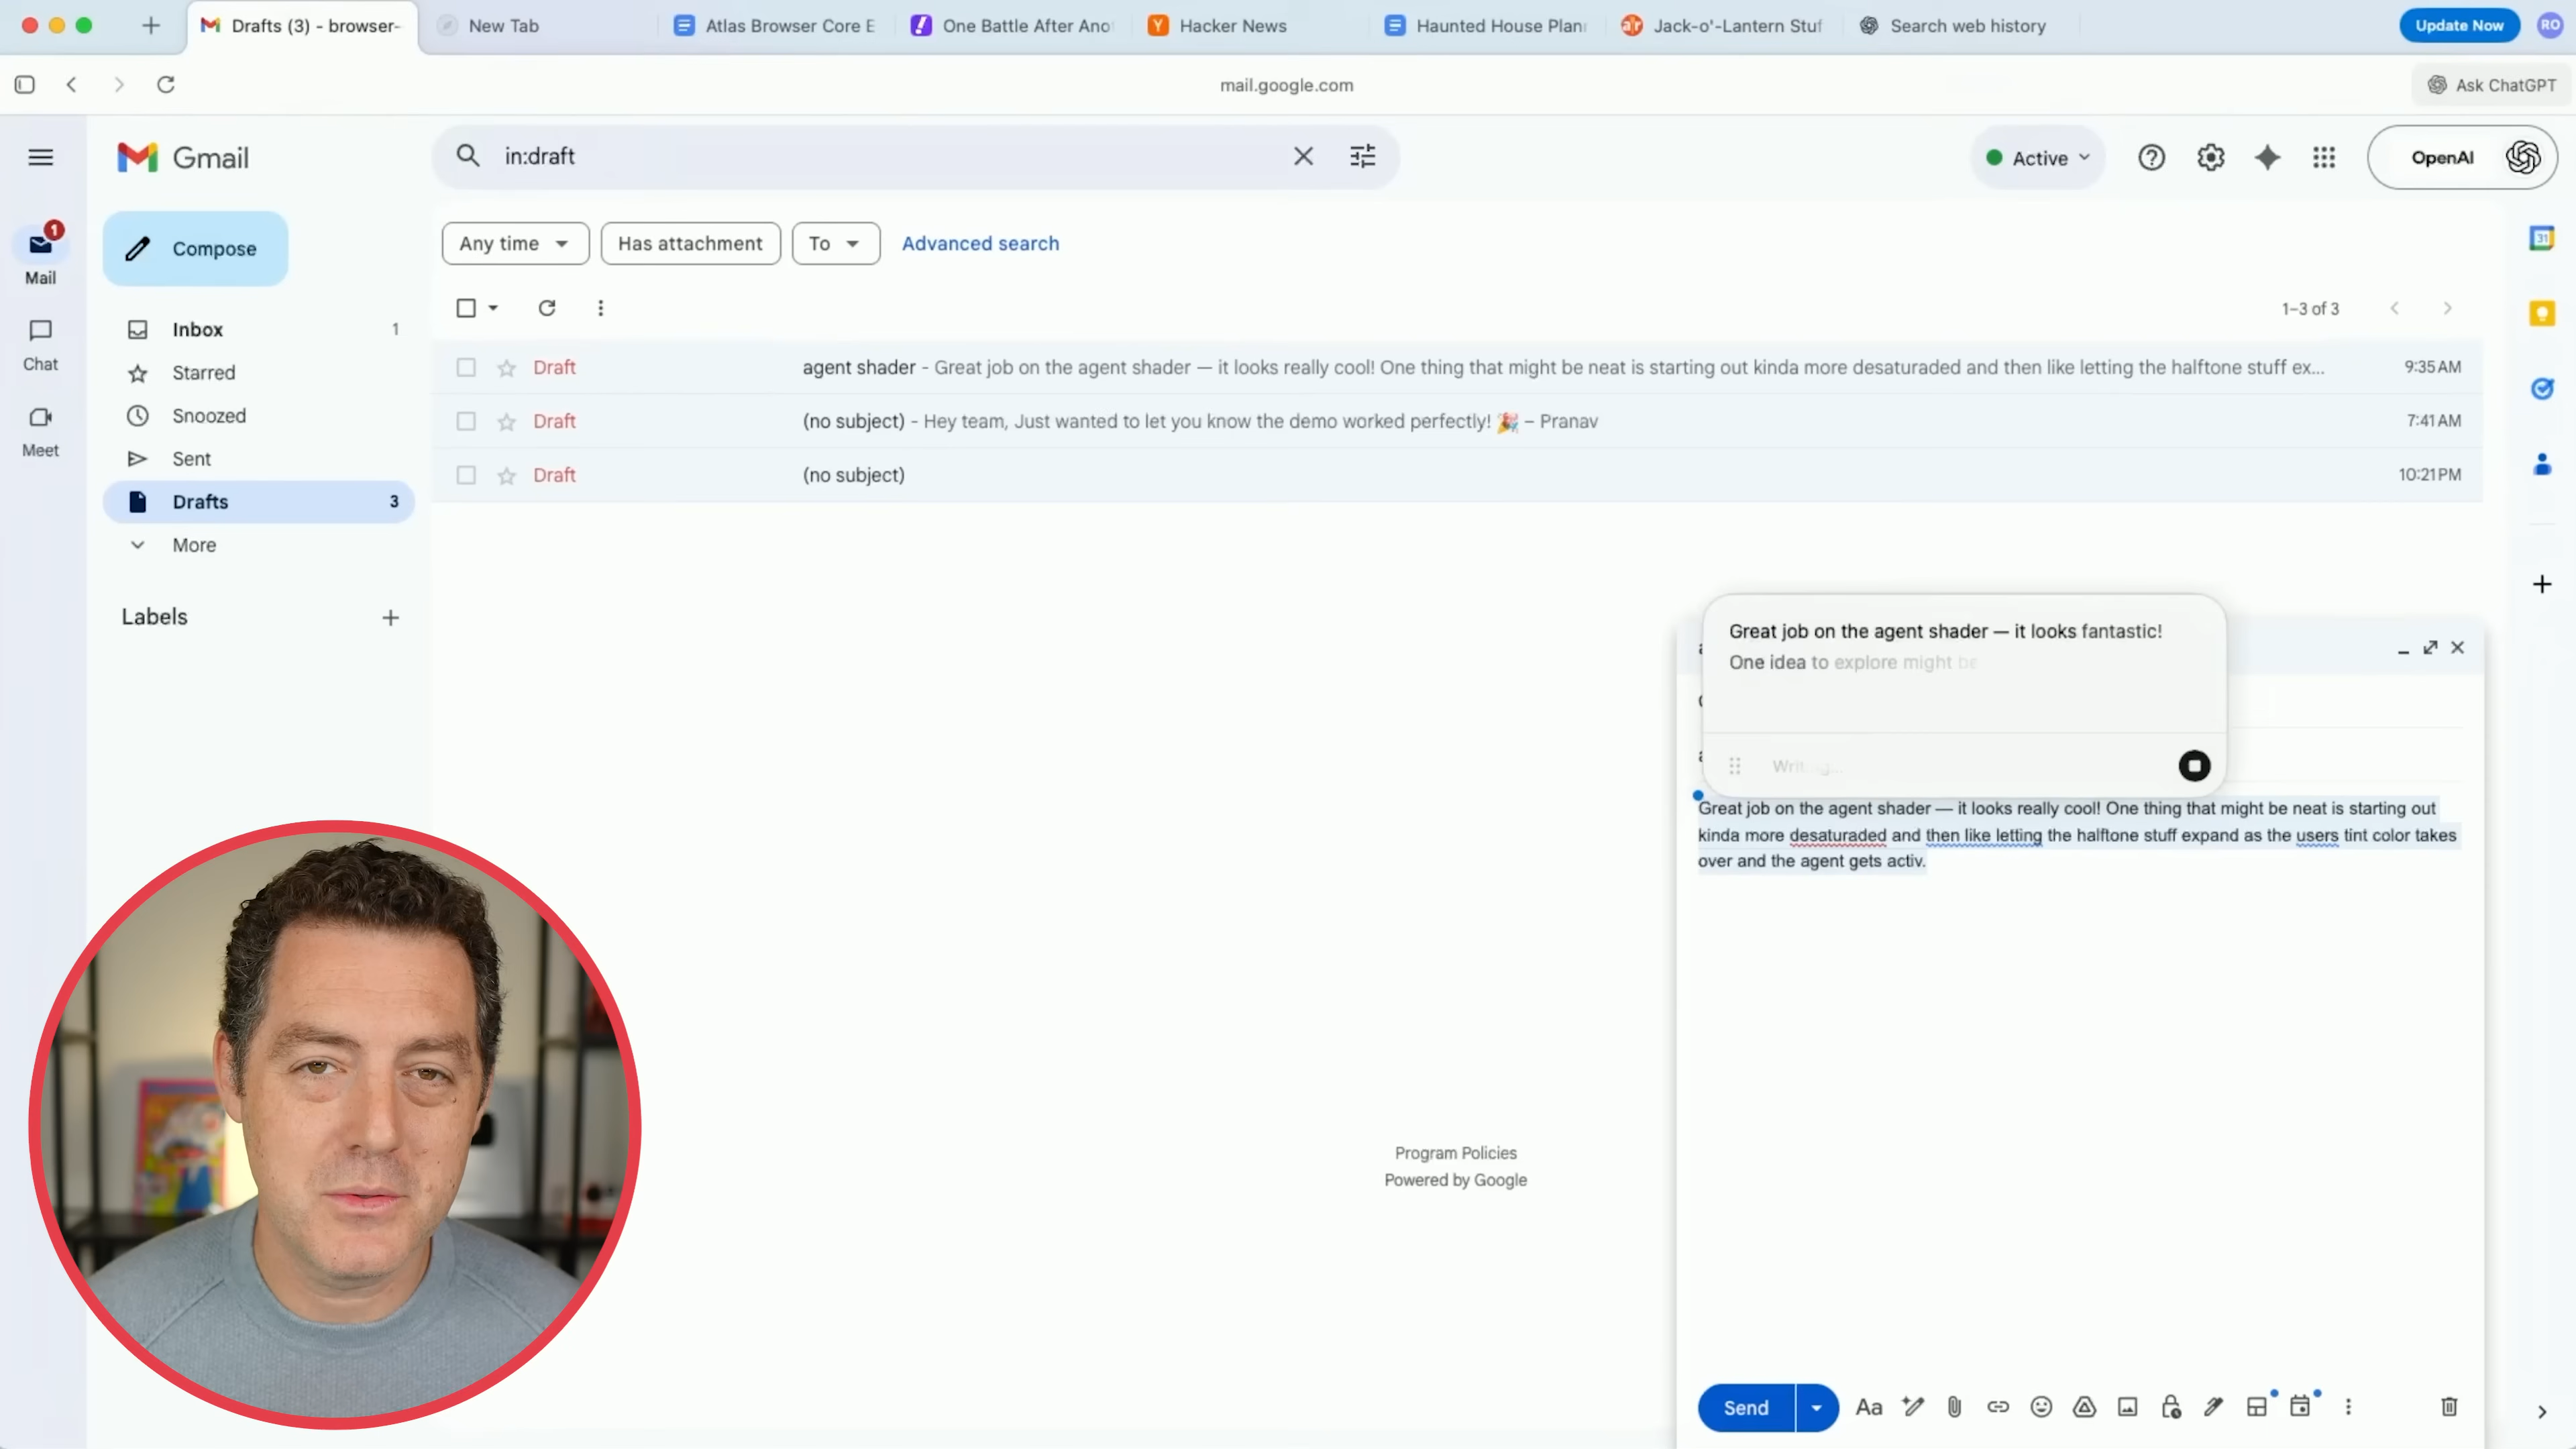 Drafts (3) - browser-
New Tab
Atlas Browser Core E
One Battle After Ano
Hacker News
Haunted House Plan
Jack-o'-Lantern Stuf
Search web history
Update Now
RO
mail.google.com
Ask ChatGPT
Gmail
in:draft
Active
OpenAI
1
Mail
Chat
Meet
Compose
Inbox 1
Starred
Snoozed
Sent
Drafts 3
More
Labels
Any time
Has attachment
To
Advanced search
1–3 of 3
Draft agent shader - Great job on the agent shader — it looks really cool! One thing that might be neat is starting out kinda more desaturaded and then like letting the halftone stuff ex... 9:35 AM
Draft (no subject) - Hey team, Just wanted to let you know the demo worked perfectly! 🎉 – Pranav 7:41 AM
Draft (no subject) 10:21 PM
31
Great job on the agent shader — it looks fantastic!
One idea to explore might be
Great job on the agent shader — it looks really cool! One thing that might be neat is starting out
kinda more desaturaded and then like letting the halftone stuff expand as the users tint color takes
over and the agent gets activ.
Program Policies
Powered by Google
Send
Aa